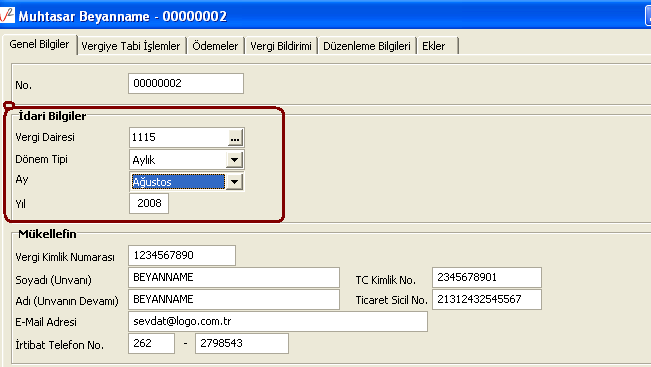 Muhtasar Beyanname - 00000002
Genel Bilgiler Vergiye Tabi İşlemler Ödemeler Vergi Bildirimi Düzenleme Bilgileri Ekler
No. 00000002
İdari Bilgiler
Vergi Dairesi 1115 ...
Dönem Tipi Aylık
Ay Ağustos
Yıl 2008
Mükellefin
Vergi Kimlik Numarası 1234567890
Soyadı (Unvanı) BEYANNAME TC Kimlik No. 2345678901
Adı (Unvanın Devamı) BEYANNAME Ticaret Sicil No. 21312432545567
E-Mail Adresi sevdat@logo.com.tr
İrtibat Telefon No. 262 - 2798543